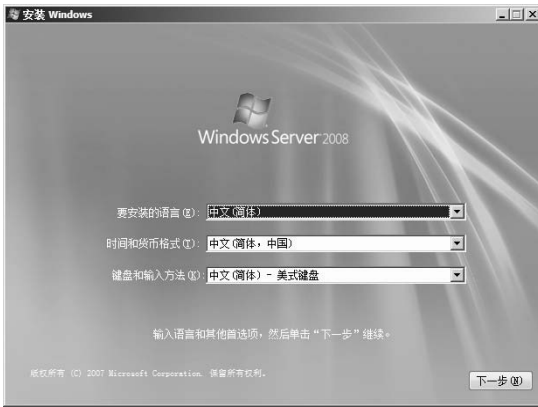 安装 Windows
Windows Server 2008
要安装的语言(E): 中文(简体)
时间和货币格式(T): 中文(简体，中国)
键盘和输入方法(K): 中文(简体) - 美式键盘
输入语言和其他首选项，然后单击“下一步”继续。
版权所有 (C) 2007 Microsoft Corporation. 保留所有权利。
下一步(N)